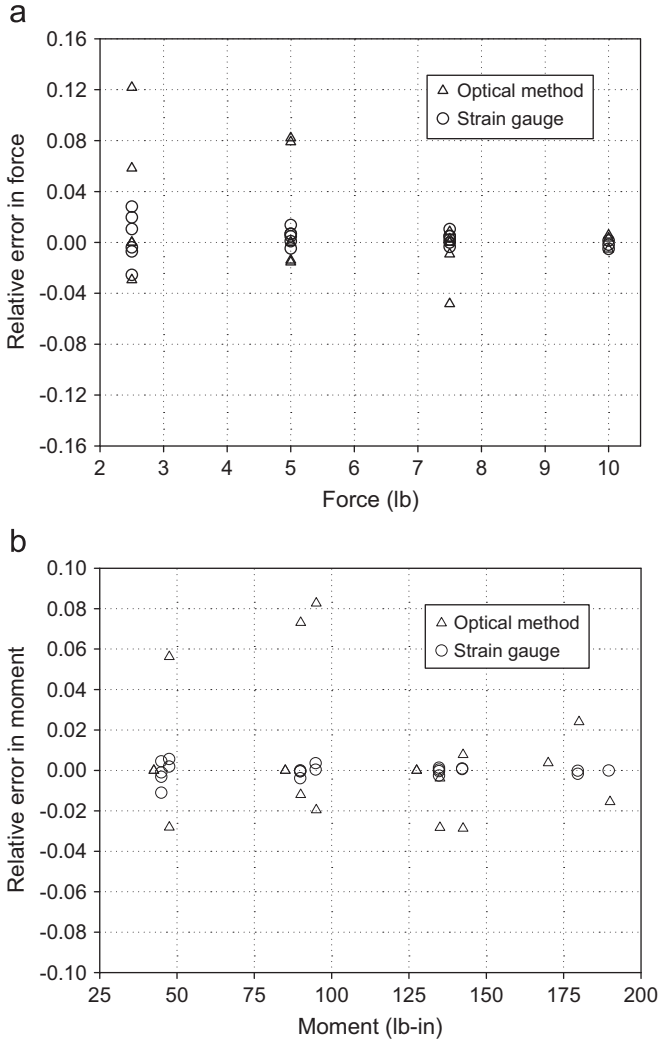 a
0.16
0.12
0.08
0.04
0.00
-0.04
-0.08
-0.12
-0.16
Relative error in force
Optical method
Strain gauge
2 3 4 5 6 7 8 9 10
Force (lb)
b
0.10
0.08
0.06
0.04
0.02
0.00
-0.02
-0.04
-0.06
-0.08
-0.10
Relative error in moment
Optical method
Strain gauge
25 50 75 100 125 150 175 200
Moment (lb-in)